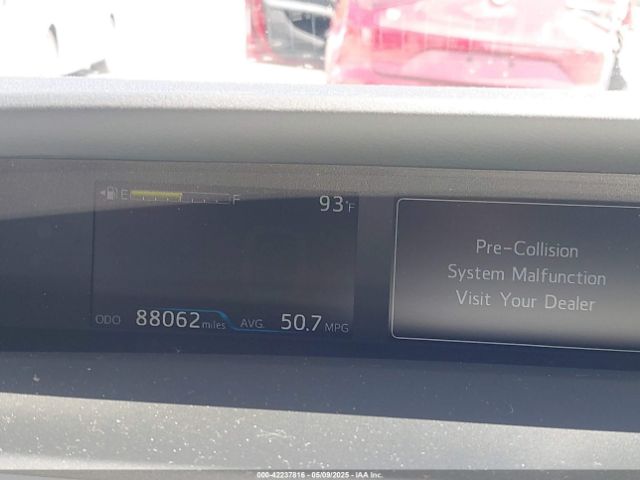 E F
93°F
Pre-Collision
System Malfunction
Visit Your Dealer
ODO 88062 miles AVG. 50.7 MPG
000-42237816 - 05/09/2025 - IAA Inc.